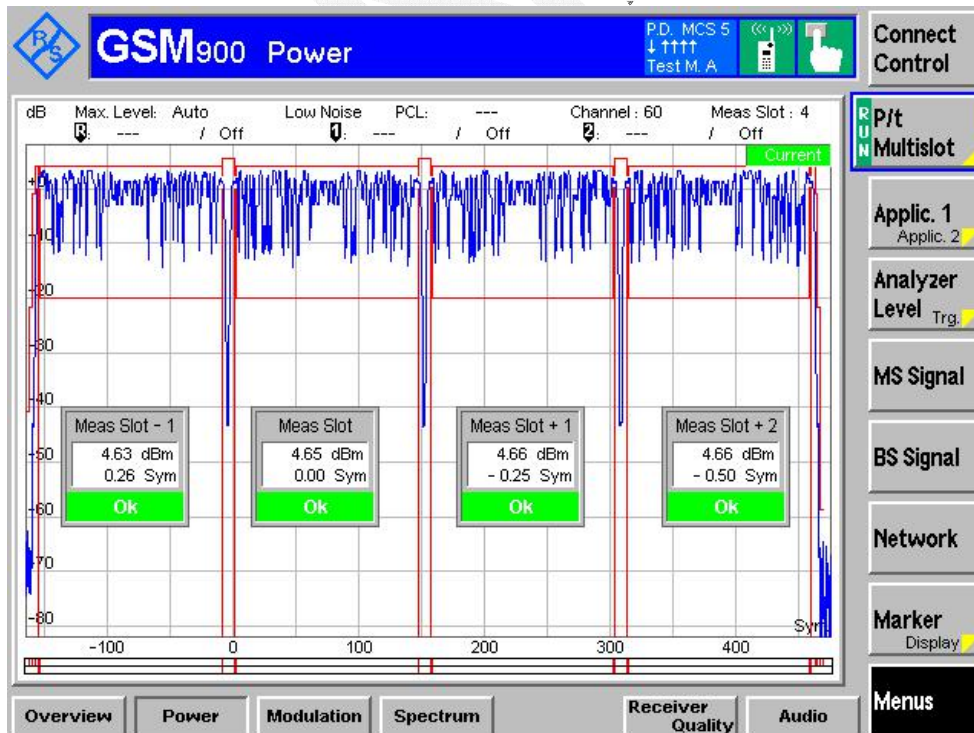 R/S
GSM900 Power
P.D. MCS 5
↓ ↑↑↑↑
Test M. A
Connect
Control
dB Max. Level: Auto Low Noise PCL: --- Channel : 60 Meas Slot : 4
R: --- / Off 1: --- / Off 2: --- / Off
RUN
P/t
Multislot
Current
+0
-10
-20
-30
-40
-50
-60
-70
-80
Applic. 1
Applic. 2
Analyzer
Level Trg.
MS Signal
BS Signal
Network
Marker
Display
Menus
Meas Slot - 1
4.63 dBm
0.26 Sym
Ok
Meas Slot
4.65 dBm
0.00 Sym
Ok
Meas Slot + 1
4.66 dBm
- 0.25 Sym
Ok
Meas Slot + 2
4.66 dBm
- 0.50 Sym
Ok
Sym
-100 0 100 200 300 400
Overview Power Modulation Spectrum Receiver Quality Audio